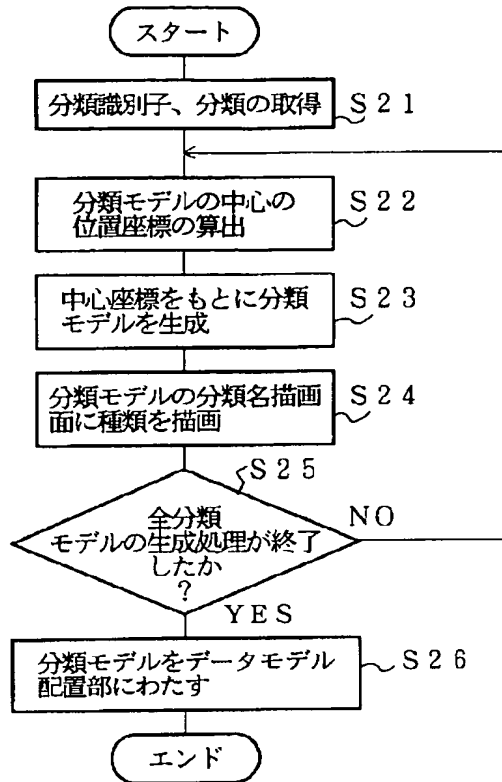 スタート
分類識別子、分類の取得
S21
分類モデルの中心の
位置座標の算出
S22
中心座標をもとに分類
モデルを生成
S23
分類モデルの分類名描画
面に種類を描画
S24
S25
全分類
モデルの生成処理が終了
したか
?
NO
YES
分類モデルをデータモデル
配置部にわたす
S26
エンド